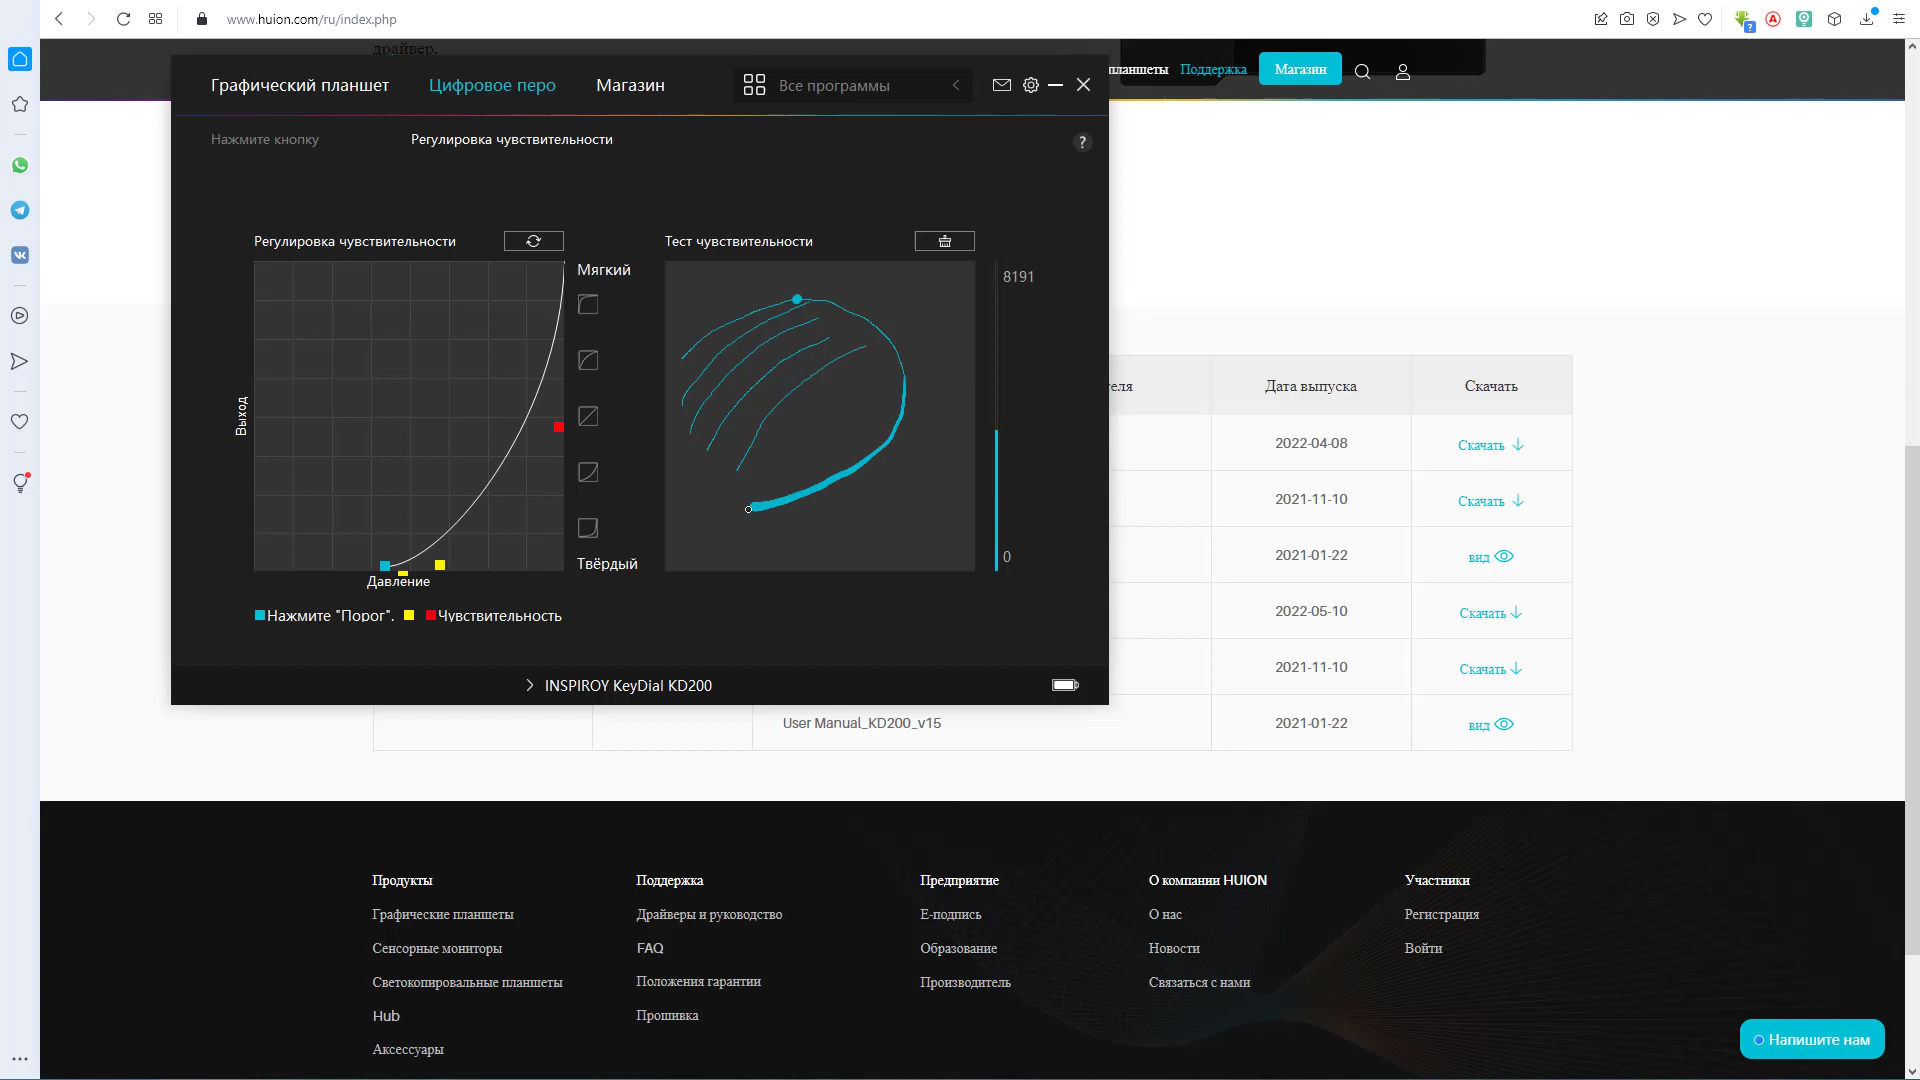 www.huion.com/ru/index.php
драйвер.
Графический планшет
Цифровое перо
Магазин
Все программы
планшеты
Поддержка
Магазин
Нажмите кнопку
Регулировка чувствительности
?
Регулировка чувствительности
Тест чувствительности
Мягкий
8191
Выход
Твёрдый
0
Давление
Нажмите "Порог".
Чувствительность
INSPIROY KeyDial KD200
Дата выпуска
Скачать
2022-04-08
Скачать
2021-11-10
Скачать
2021-01-22
вид
2022-05-10
Скачать
2021-11-10
Скачать
User Manual_KD200_v15
2021-01-22
вид
Продукты
Графические планшеты
Сенсорные мониторы
Светокопировальные планшеты
Hub
Аксессуары
Поддержка
Драйверы и руководство
FAQ
Положения гарантии
Прошивка
Предприятие
Е-подпись
Образование
Производитель
О компании HUION
О нас
Новости
Связаться с нами
Участники
Регистрация
Войти
Напишите нам